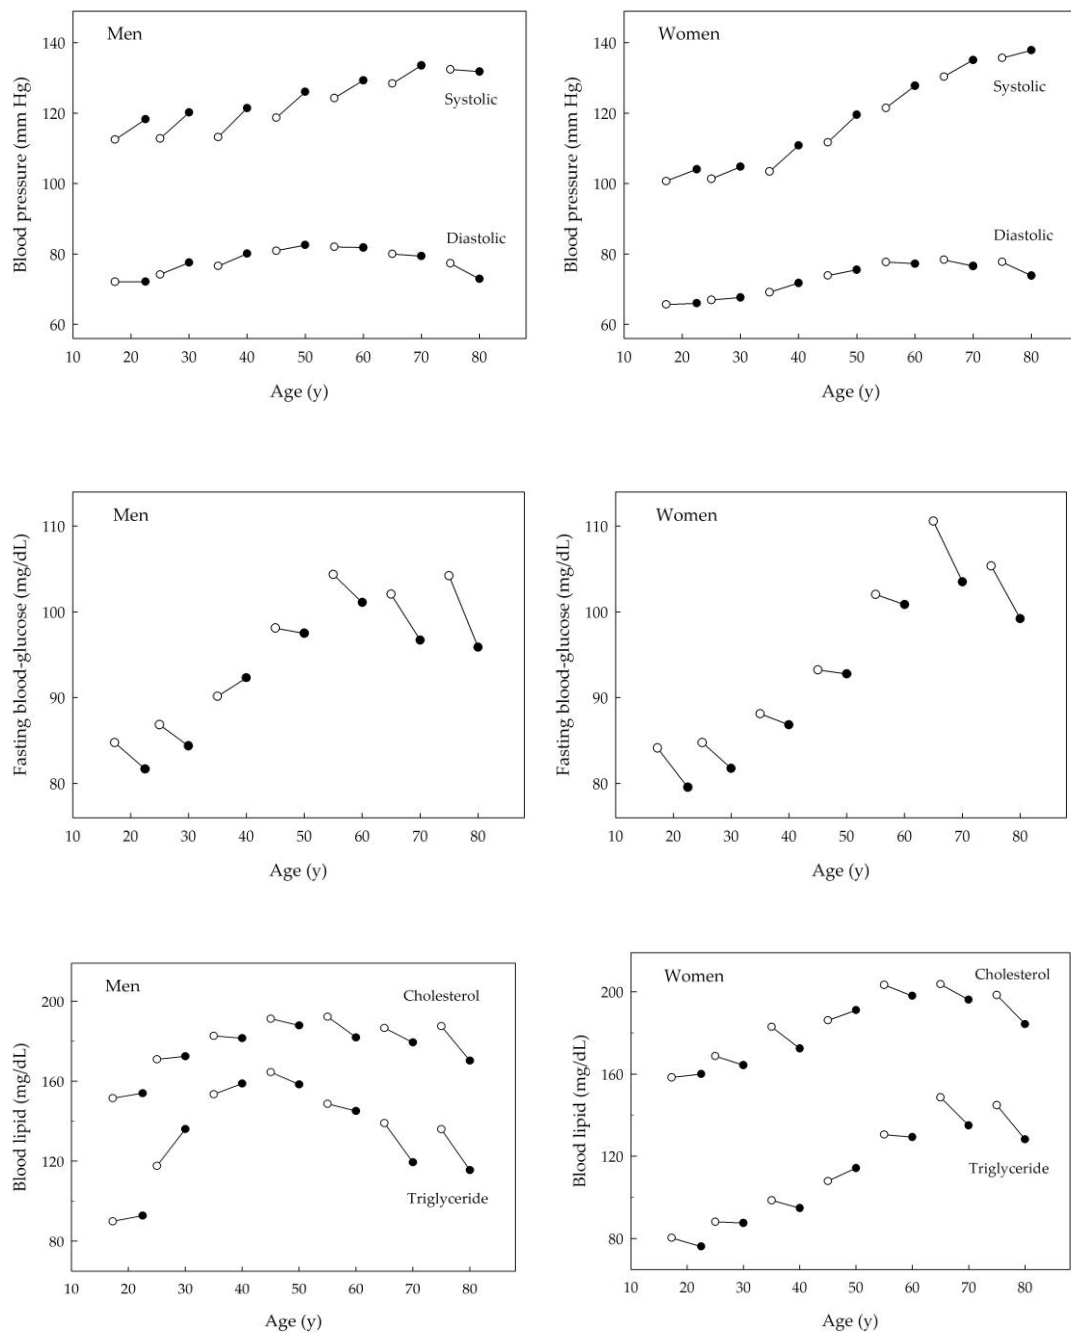 Men
140
120
100
80
60
Systolic
Diastolic
Blood pressure (mm Hg)
10 20 30 40 50 60 70 80
Age (y)
Women
140
120
100
80
60
Systolic
Diastolic
Blood pressure (mm Hg)
10 20 30 40 50 60 70 80
Age (y)
Men
110
100
90
80
Fasting blood-glucose (mg/dL)
10 20 30 40 50 60 70 80
Age (y)
Women
110
100
90
80
Fasting blood-glucose (mg/dL)
10 20 30 40 50 60 70 80
Age (y)
Men
Cholesterol
200
160
120
80
Triglyceride
Blood lipid (mg/dL)
10 20 30 40 50 60 70 80
Age (y)
Women
Cholesterol
200
160
120
80
Triglyceride
Blood lipid (mg/dL)
10 20 30 40 50 60 70 80
Age (y)